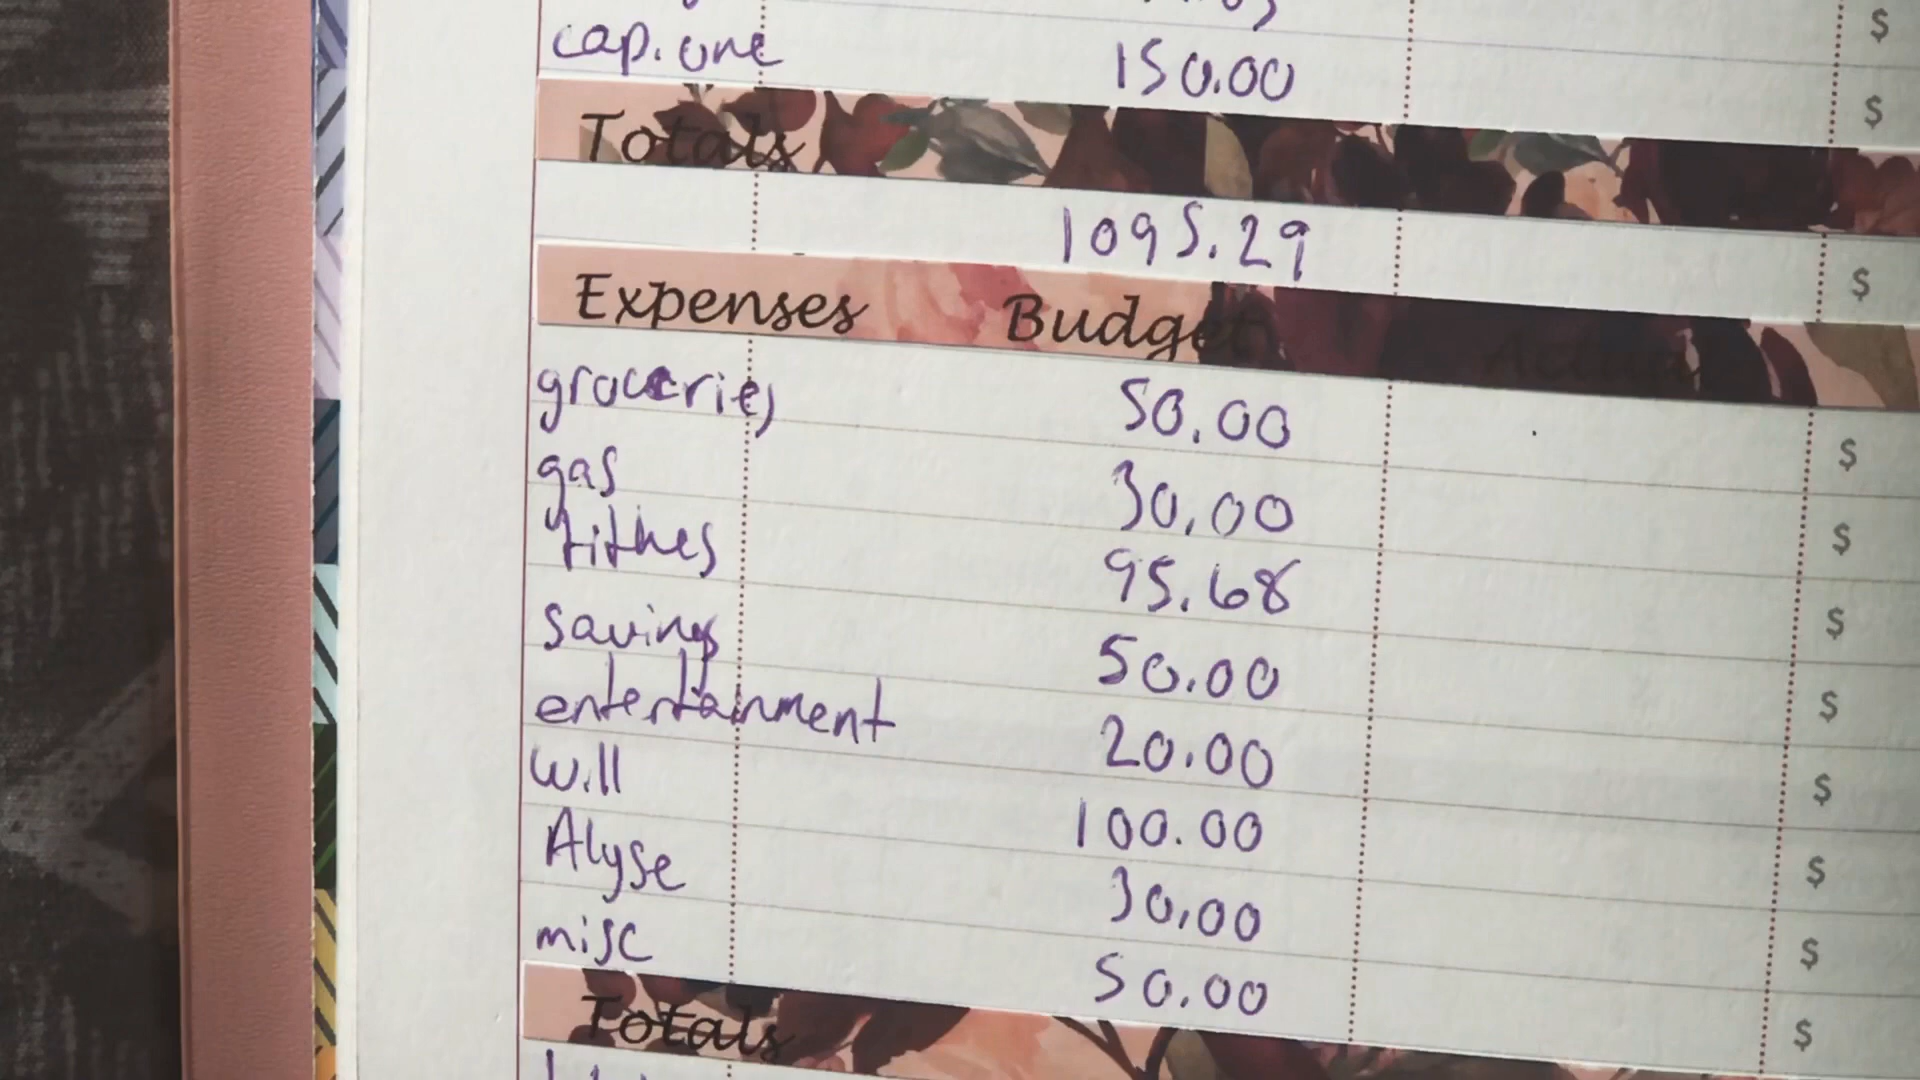 cap. one 150.00 $
$
Totals
1095.29 $
Expenses Budget Actual
groceries 50.00 $
gas 30.00 $
tithes 95.68 $
savings 50.00 $
entertainment 20.00 $
Will 100.00 $
Alyse 30.00 $
misc 50.00 $
Totals